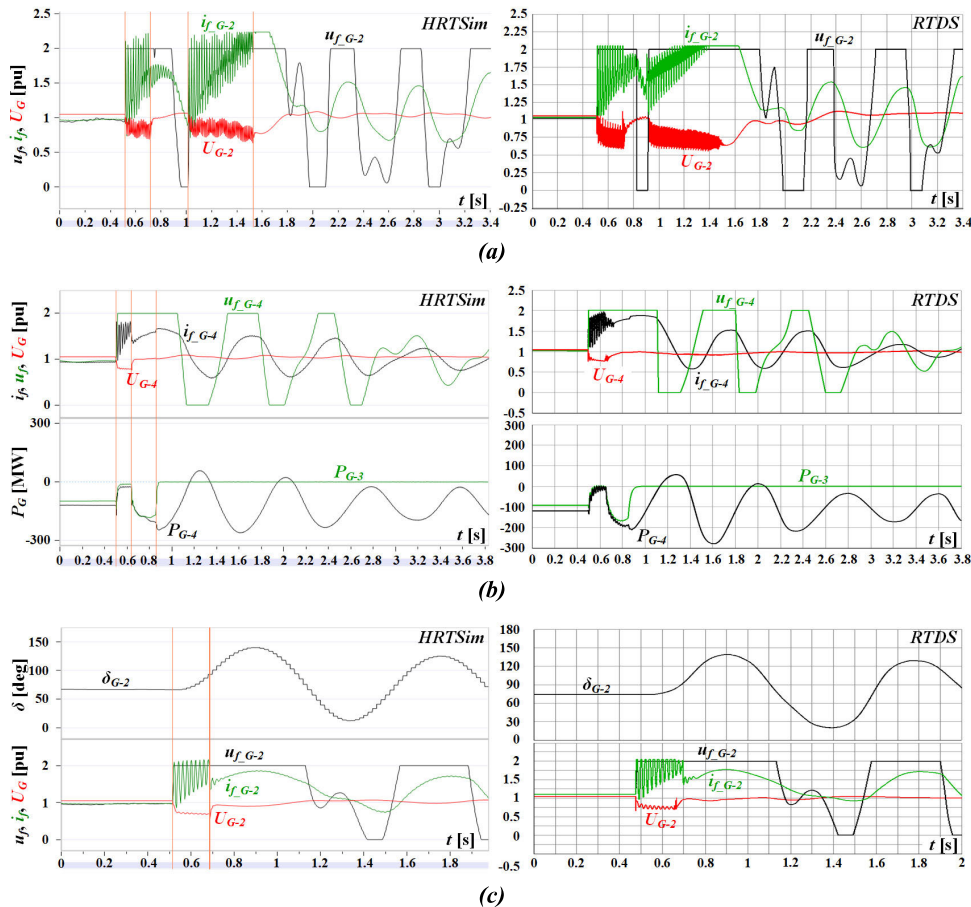 (a)
HRTSim
u_f, i_f, U_G [pu]
2.5
2
1.5
1
0.5
0
i_f_G-2
u_f_G-2
U_G-2
t [s]
0 0.2 0.4 0.6 0.8 1 1.2 1.4 1.6 1.8 2 2.2 2.4 2.6 2.8 3 3.2 3.4
RTDS
2.5
2.25
2
1.75
1.5
1.25
1
0.75
0.5
0.25
0
-0.25
i_f_G-2
u_f_G-2
U_G-2
t [s]
0 0.2 0.4 0.6 0.8 1 1.2 1.4 1.6 1.8 2 2.2 2.4 2.6 2.8 3 3.2 3.4
(a)
HRTSim
i_f, u_f, U_G [pu]
2
1
0
u_f_G-4
i_f_G-4
U_G-4
P_G [MW]
300
0
-300
P_G-3
P_G-4
t [s]
0 0.2 0.4 0.6 0.8 1 1.2 1.4 1.6 1.8 2 2.2 2.4 2.6 2.8 3 3.2 3.4 3.6 3.8
RTDS
2.5
2
1.5
1
0.5
0
-0.5
u_f_G-4
U_G-4
i_f_G-4
300
200
100
0
-100
-200
-300
P_G-3
P_G-4
t [s]
0 0.2 0.4 0.6 0.8 1 1.2 1.4 1.6 1.8 2 2.2 2.4 2.6 2.8 3 3.2 3.4 3.6 3.8
(b)
HRTSim
δ [deg]
150
100
50
0
δ_G-2
u_f, i_f, U_G [pu]
2
1
0
u_f_G-2
i_f_G-2
U_G-2
t [s]
0 0.2 0.4 0.6 0.8 1 1.2 1.4 1.6 1.8
RTDS
180
150
120
90
60
30
0
δ_G-2
2.5
2
1.5
1
0.5
0
-0.5
u_f_G-2
i_f_G-2
U_G-2
t [s]
0 0.2 0.4 0.6 0.8 1 1.2 1.4 1.6 1.8 2
(c)